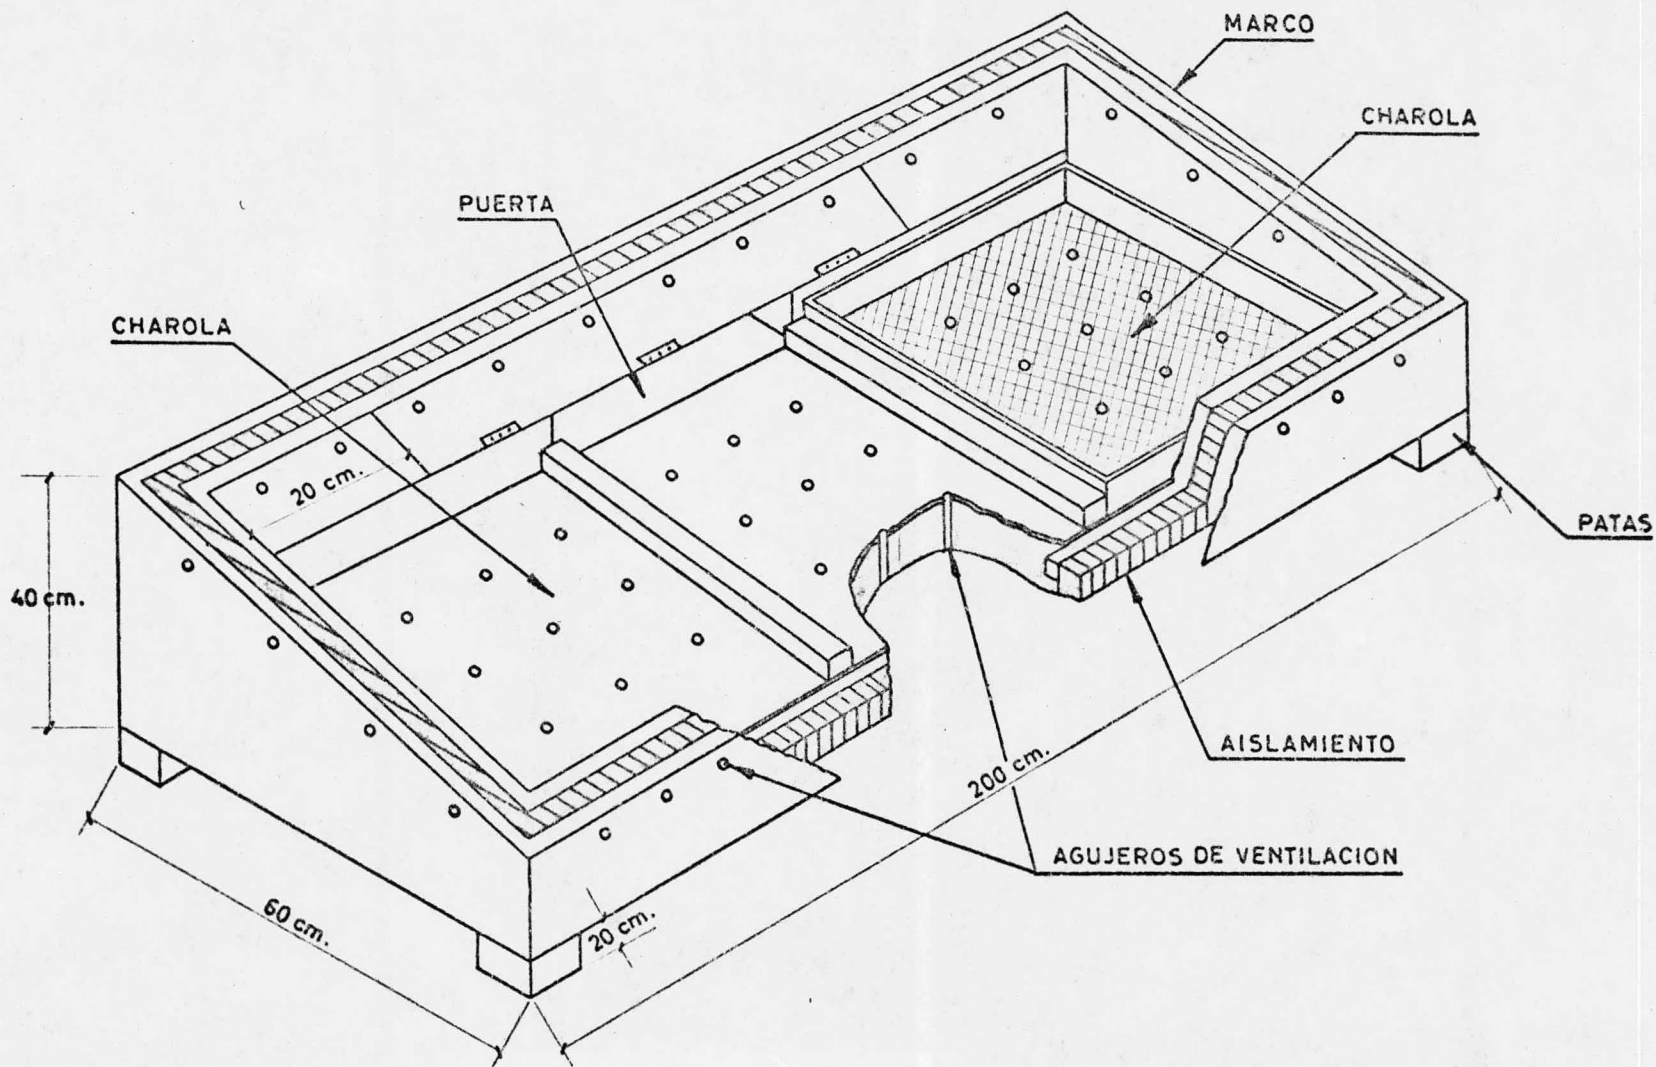 MARCO
CHAROLA
PUERTA
CHAROLA
20 cm.
40 cm.
PATAS
AISLAMIENTO
200 cm.
AGUJEROS DE VENTILACION
60 cm.
20 cm.